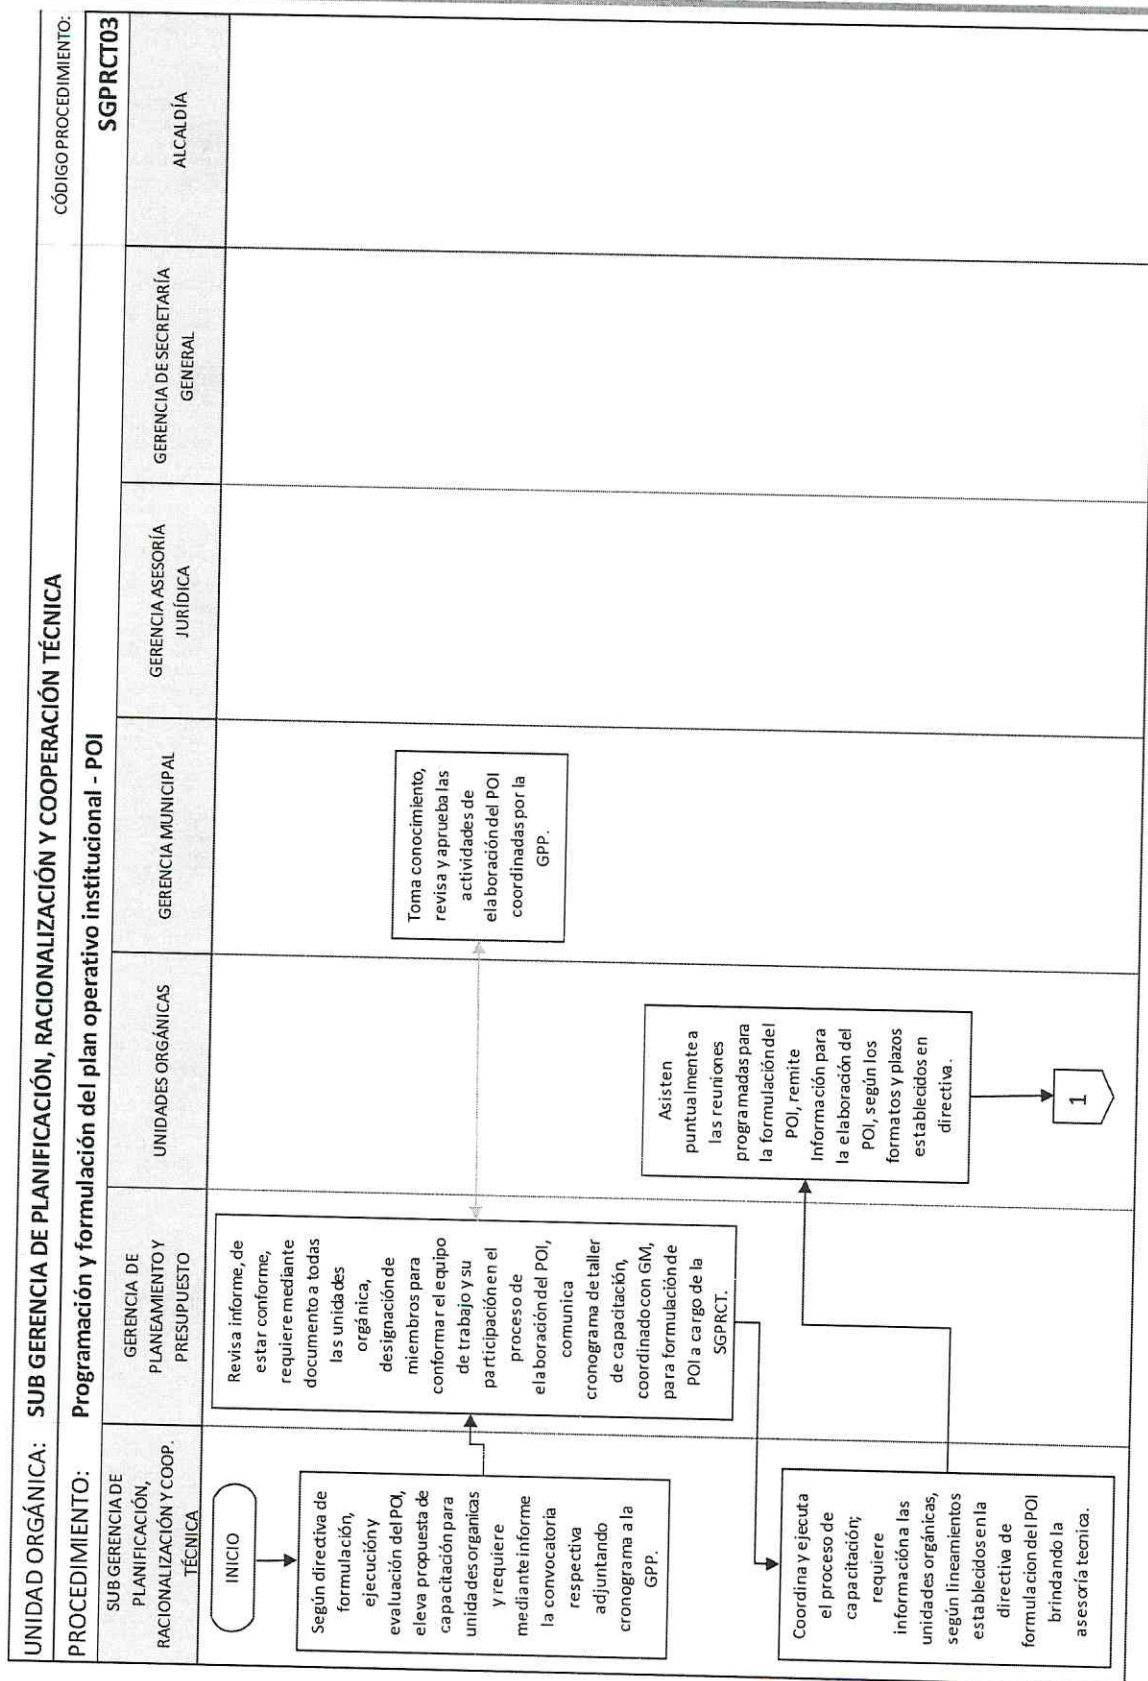 UNIDAD ORGÁNICA: SUB GERENCIA DE PLANIFICACIÓN, RACIONALIZACIÓN Y COOPERACIÓN TÉCNICA
CÓDIGO PROCEDIMIENTO:
PROCEDIMIENTO: Programación y formulación del plan operativo institucional - POI
SGPRCT03
SUB GERENCIA DE
PLANIFICACIÓN,
RACIONALIZACIÓN Y COOP.
TÉCNICA
GERENCIA DE
PLANEAMIENTO Y
PRESUPUESTO
UNIDADES ORGÁNICAS
GERENCIA MUNICIPAL
GERENCIA ASESORÍA
JURÍDICA
GERENCIA DE SECRETARÍA
GENERAL
ALCALDÍA
INICIO
Según directiva de
formulación,
ejecución y
evaluación del POI,
eleva propuesta de
capacitación para
unidades organicas
y requiere
mediante informe
la convocatoria
respectiva
adjuntando
cronograma a la
GPP.
Revisa informe, de
estar conforme,
requiere mediante
documento a todas
las unidades
orgánica,
designación de
miembros para
conformar el equipo
de trabajo y su
participación en el
proceso de
elaboración del POI,
comunica
cronograma de taller
de capacitación,
coordinado con GM,
para formulación de
POI a cargo de la
SGPRCT.
Toma conocimiento,
revisa y aprueba las
actividades de
elaboración del POI
coordinadas por la
GPP.
Coordina y ejecuta
el proceso de
capacitación;
requiere
información a las
unidades orgánicas,
según lineamientos
establecidos en la
directiva de
formulacion del POI
brindando la
asesoría tecnica.
Asisten
puntualmente a
las reuniones
programadas para
la formulación del
POI, remite
Información para
la elaboración del
POI, según los
formatos y plazos
establecidos en
directiva.
1